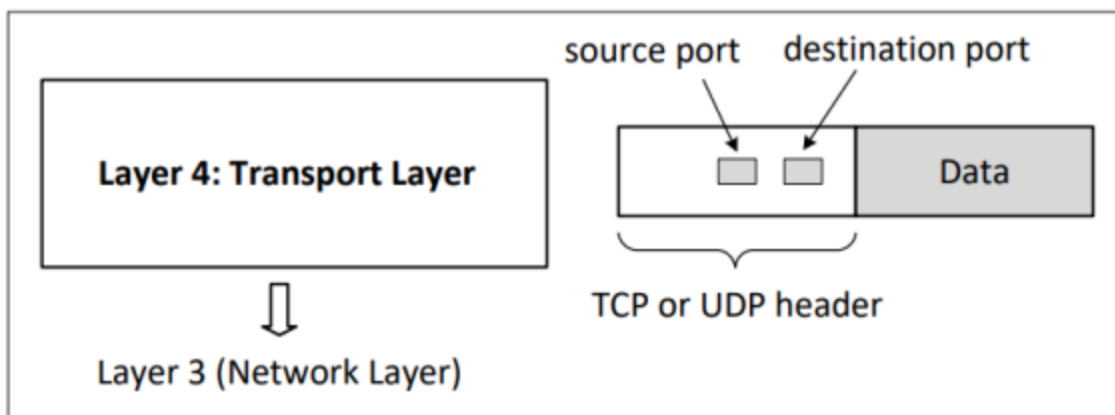 source port
destination port
Layer 4: Transport Layer
Data
TCP or UDP header
Layer 3 (Network Layer)